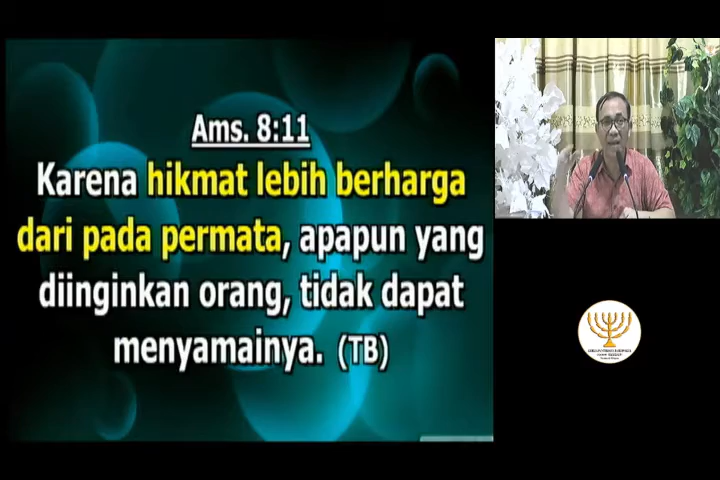 Ams. 8:11
Karena hikmat lebih berharga
dari pada permata, apapun yang
diinginkan orang, tidak dapat
menyamainya. (TB)